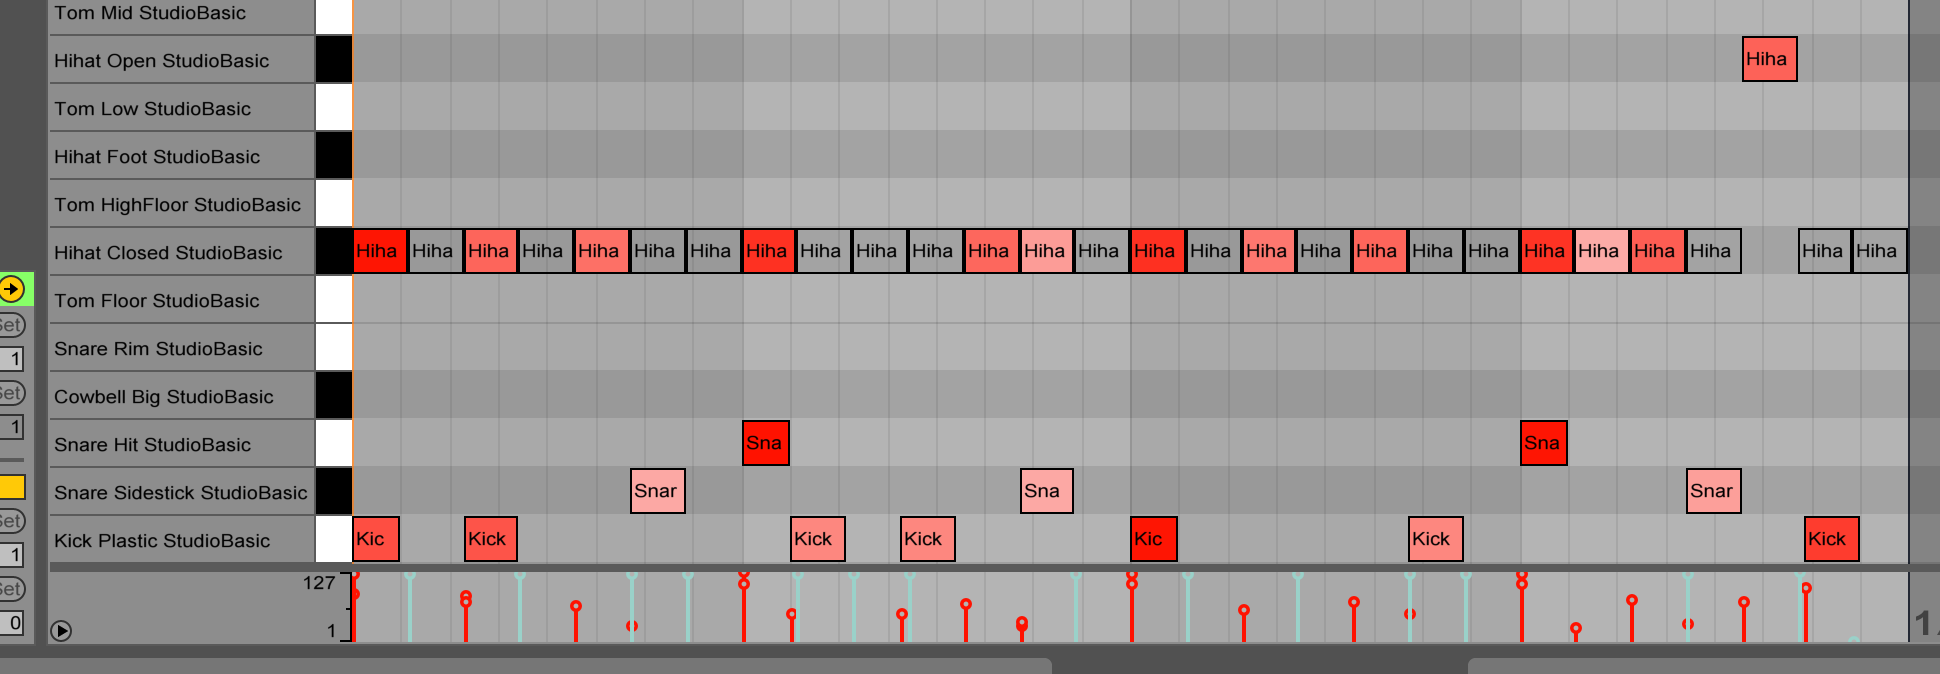 Tom Mid StudioBasic
Hihat Open StudioBasic Hiha
Tom Low StudioBasic
Hihat Foot StudioBasic
Tom HighFloor StudioBasic
Hihat Closed StudioBasic Hiha Hiha Hiha Hiha Hiha Hiha Hiha Hiha Hiha Hiha Hiha Hiha Hiha Hiha Hiha Hiha Hiha Hiha Hiha Hiha Hiha Hiha Hiha Hiha Hiha Hiha Hiha
Tom Floor StudioBasic
Set
Snare Rim StudioBasic
1
Set
Cowbell Big StudioBasic
1
Snare Hit StudioBasic Sna Sna
Snare Sidestick StudioBasic Snar Sna Snar
Set
Kick Plastic StudioBasic Kic Kick Kick Kick Kic Kick Kick
1
127
Set
1
0
1